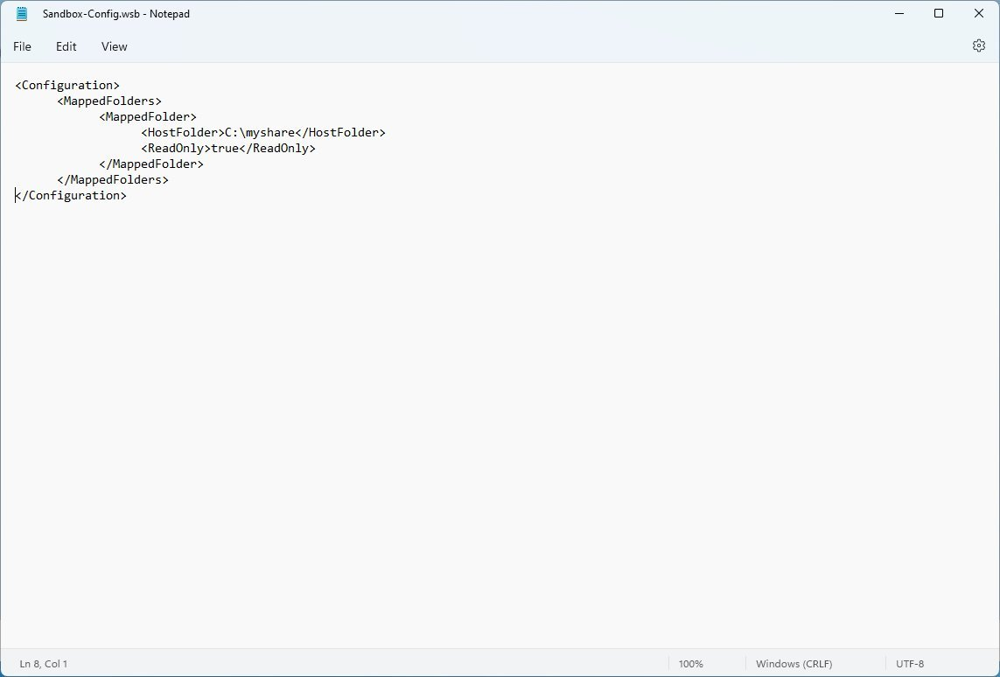 Sandbox-Config.wsb - Notepad
File Edit View
<Configuration>
<MappedFolders>
<MappedFolder>
<HostFolder>C:\myshare</HostFolder>
<ReadOnly>true</ReadOnly>
</MappedFolder>
</MappedFolders>
</Configuration>
Ln 8, Col 1 100% Windows (CRLF) UTF-8